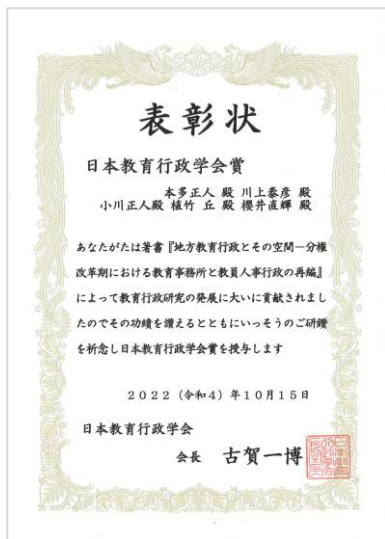 表彰状
日本教育行政学会賞
本多正人 殿 川上泰彦 殿
小川正人殿 植竹 丘 殿 櫻井直輝 殿
あなたがたは著書『地方教育行政とその空間－分権
改革期における教育事務所と教員人事行政の再編』
によって教育行政研究の発展に大いに貢献されまし
たのでその功績を讃えるとともにいっそうのご研鑽
を祈念し日本教育行政学会賞を授与します
2022（令和4）年10月15日
日本教育行政学会
会長 古賀一博